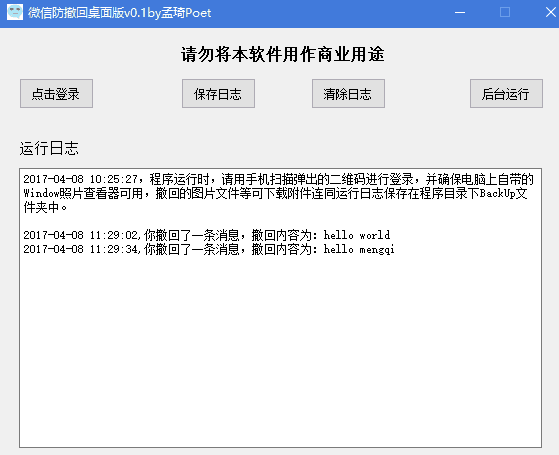 微信防撤回桌面版v0.1by孟琦Poet
请勿将本软件用作商业用途
点击登录 保存日志 清除日志 后台运行
运行日志
2017-04-08 10:25:27，程序运行时，请用手机扫描弹出的二维码进行登录，并确保电脑上自带的
Window照片查看器可用，撤回的图片文件等可下载附件连同运行日志保存在程序目录下BackUp文
件夹中。
2017-04-08 11:29:02,你撤回了一条消息，撤回内容为：hello world
2017-04-08 11:29:34,你撤回了一条消息，撤回内容为：hello mengqi